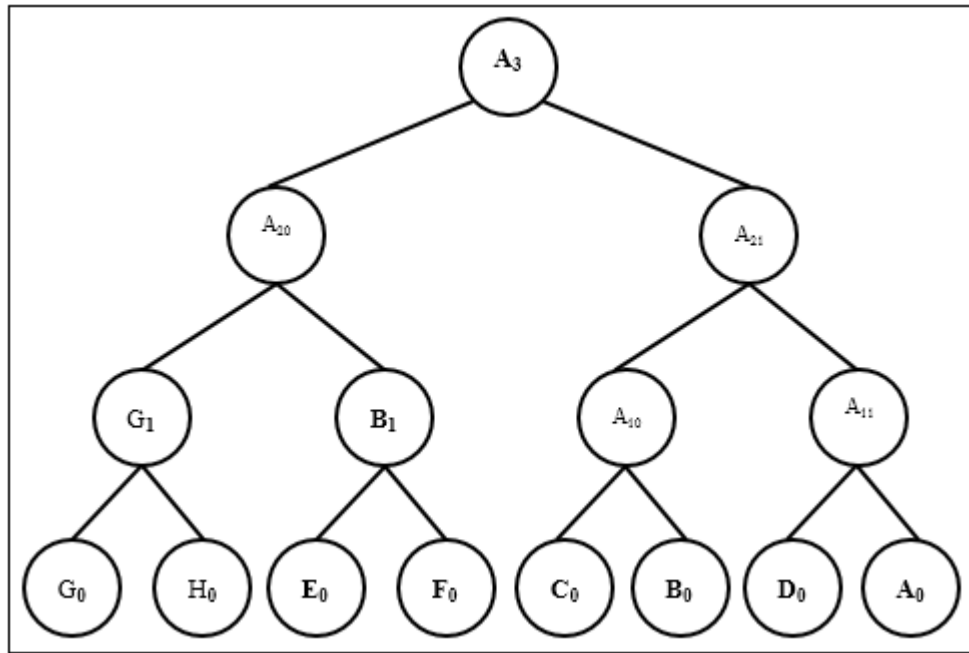 A₃
A₂₀ A₂₁
G₁ B₁ A₁₀ A₁₁
G₀ H₀ E₀ F₀ C₀ B₀ D₀ A₀